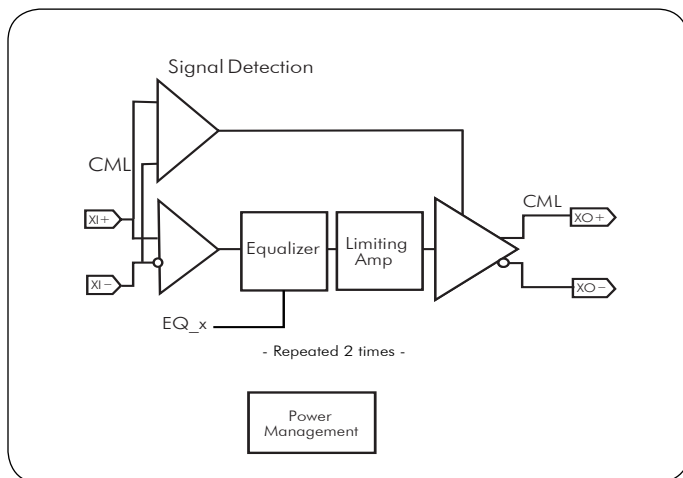 Signal Detection
CML
XI+
XI−
Equalizer
Limiting
Amp
CML
XO+
XO−
EQ_x
- Repeated 2 times -
Power
Management